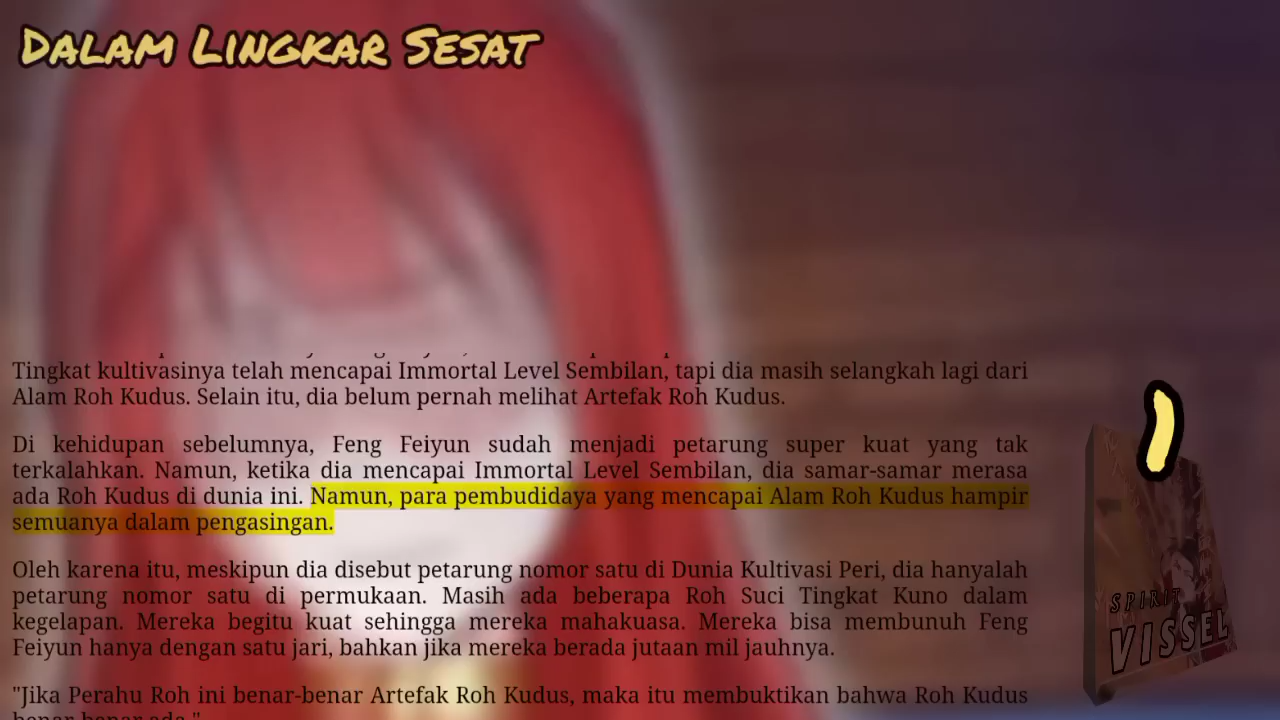 DALAM LINGKAR SESAT
Tingkat kultivasinya telah mencapai Immortal Level Sembilan, tapi dia masih selangkah lagi dari
Alam Roh Kudus. Selain itu, dia belum pernah melihat Artefak Roh Kudus.
Di kehidupan sebelumnya, Feng Feiyun sudah menjadi petarung super kuat yang tak
terkalahkan. Namun, ketika dia mencapai Immortal Level Sembilan, dia samar-samar merasa
ada Roh Kudus di dunia ini. Namun, para pembudidaya yang mencapai Alam Roh Kudus hampir
semuanya dalam pengasingan.
Oleh karena itu, meskipun dia disebut petarung nomor satu di Dunia Kultivasi Peri, dia hanyalah
petarung nomor satu di permukaan. Masih ada beberapa Roh Suci Tingkat Kuno dalam
kegelapan. Mereka begitu kuat sehingga mereka mahakuasa. Mereka bisa membunuh Feng
Feiyun hanya dengan satu jari, bahkan jika mereka berada jutaan mil jauhnya.
"Jika Perahu Roh ini benar-benar Artefak Roh Kudus, maka itu membuktikan bahwa Roh Kudus
benar-benar ada."
SPIRIT
VISSEL